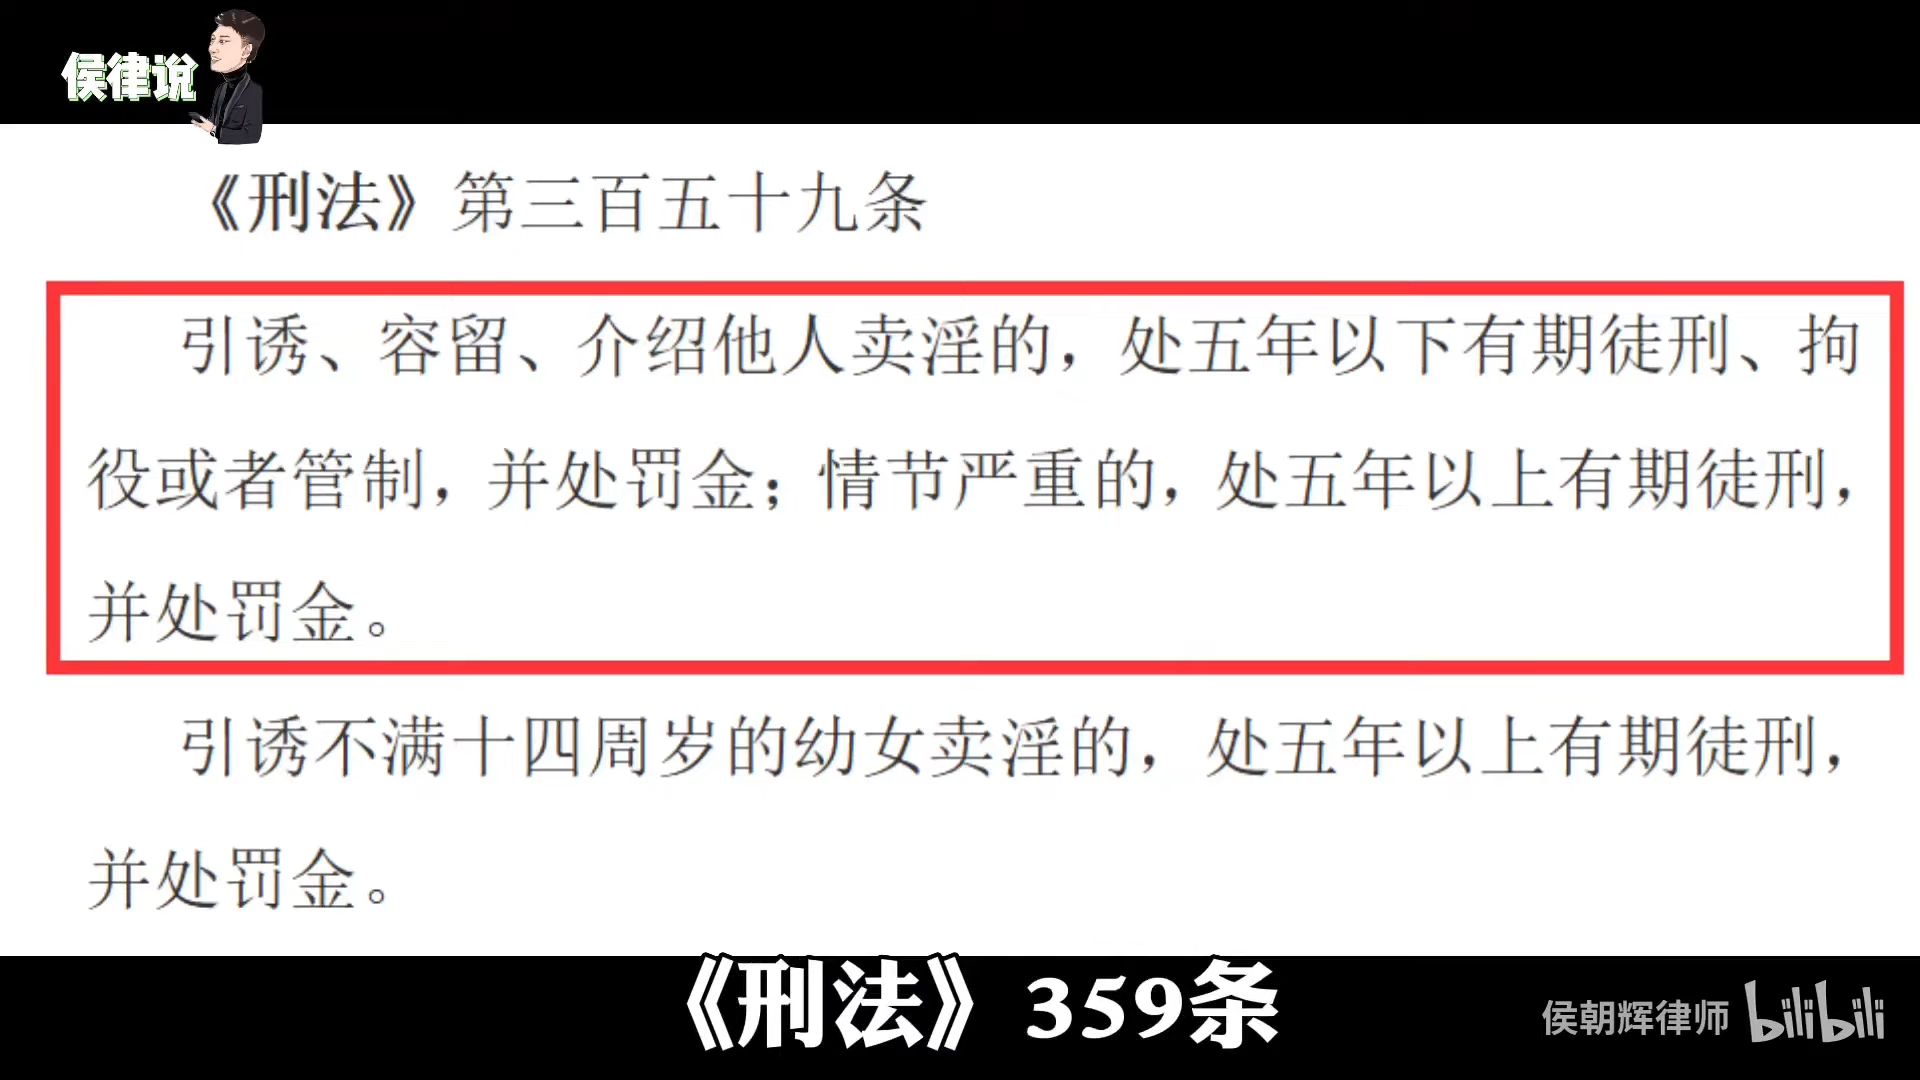 侯律说
《刑法》第三百五十九条
引诱、容留、介绍他人卖淫的，处五年以下有期徒刑、拘
役或者管制，并处罚金；情节严重的，处五年以上有期徒刑，
并处罚金。
引诱不满十四周岁的幼女卖淫的，处五年以上有期徒刑，
并处罚金。
《刑法》359条
侯朝辉律师 bilibili